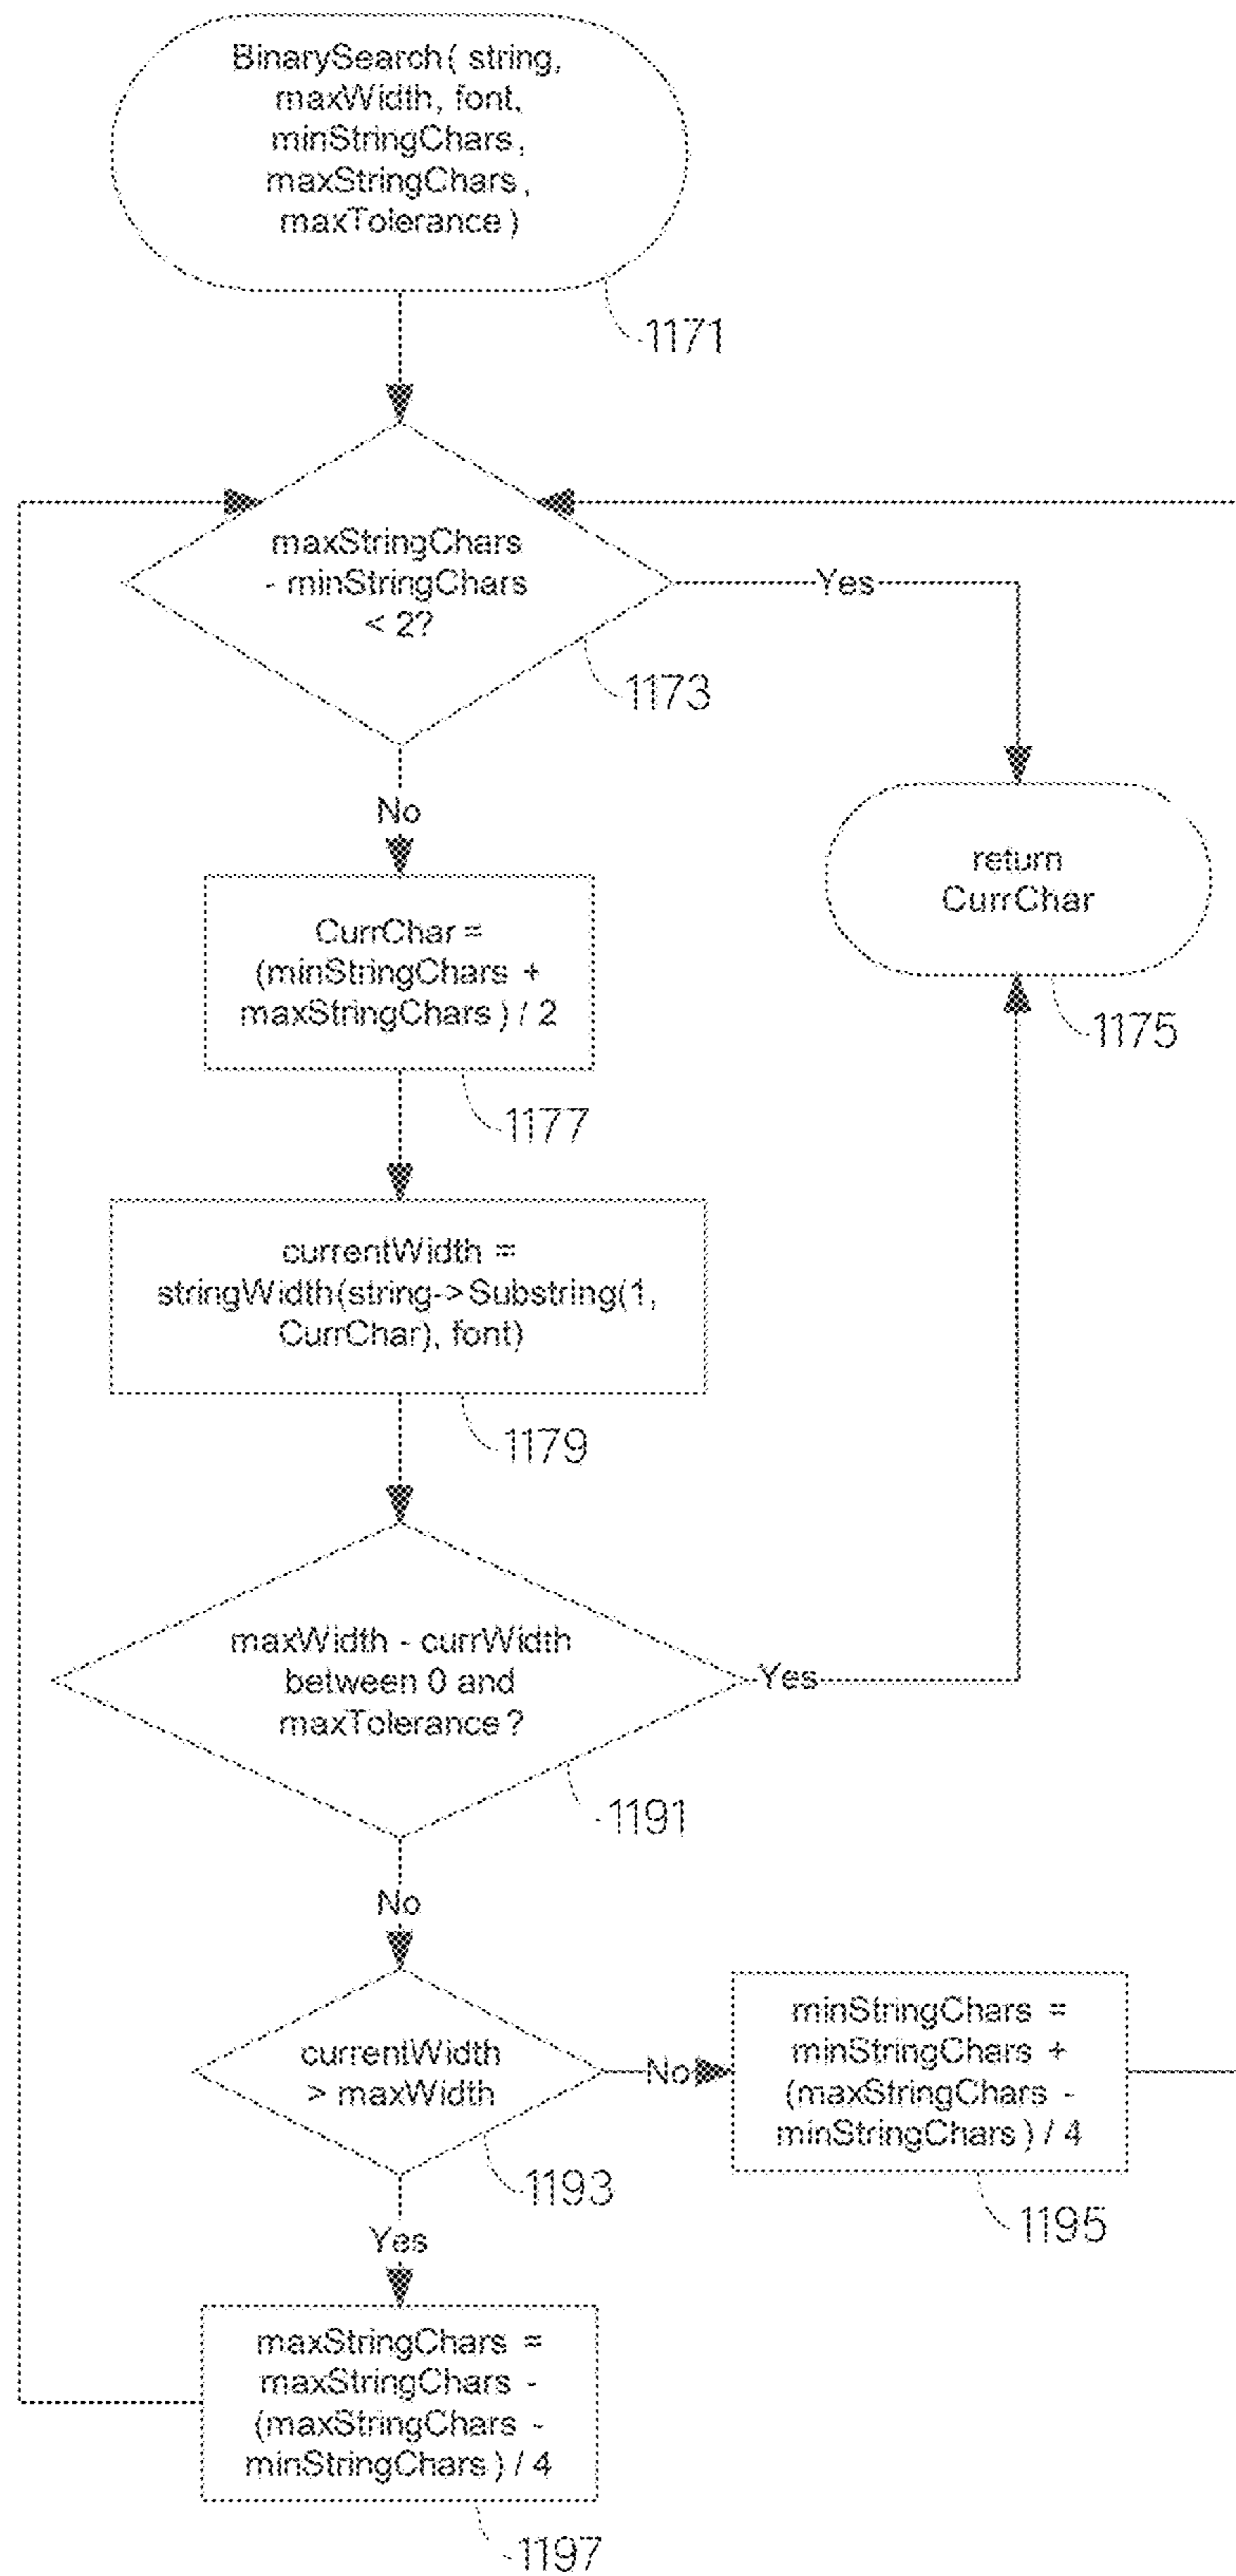 BinarySearch( string,
maxWidth, font,
minStringChars,
maxStringChars,
maxTolerance )
1171
maxStringChars
- minStringChars
< 2?
Yes
1173
No
return
CurrChar
1175
CurrChar =
(minStringChars +
maxStringChars ) / 2
1177
currentWidth =
stringWidth(string->Substring(1,
CurrChar), font)
1179
maxWidth - currWidth
between 0 and
maxTolerance ?
Yes
1191
No
currentWidth
> maxWidth
No
1193
minStringChars =
minStringChars +
(maxStringChars -
minStringChars ) / 4
1195
Yes
maxStringChars =
maxStringChars -
(maxStringChars -
minStringChars ) / 4
1197